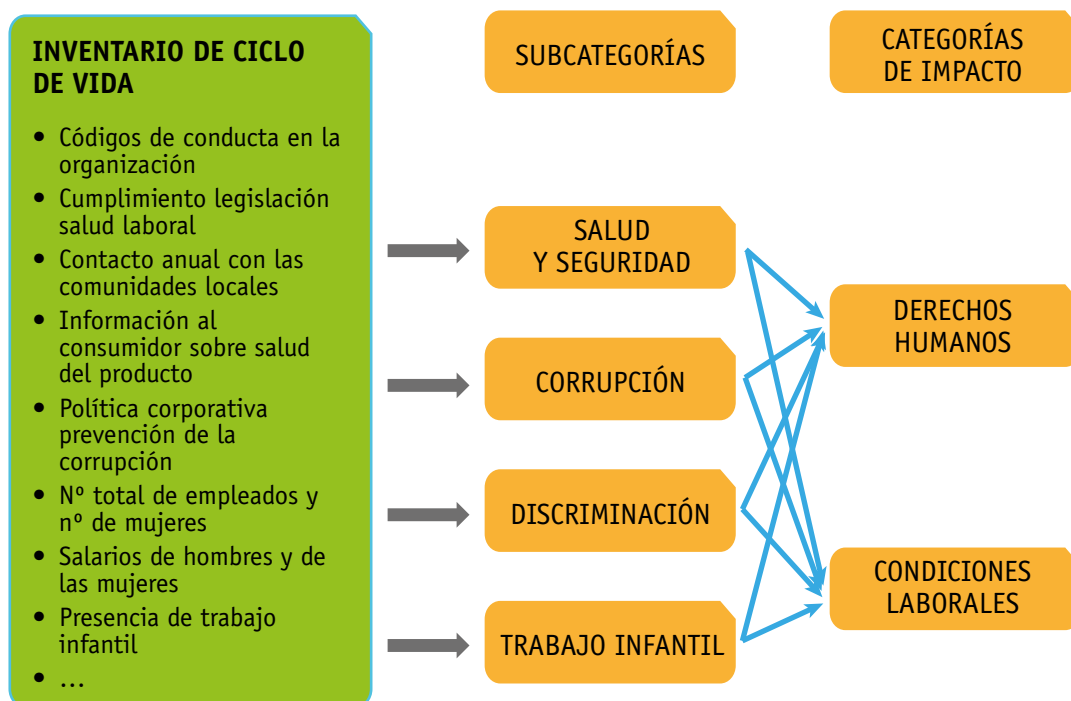 INVENTARIO DE CICLO
DE VIDA
• Códigos de conducta en la
organización
• Cumplimiento legislación
salud laboral
• Contacto anual con las
comunidades locales
• Información al
consumidor sobre salud
del producto
• Política corporativa
prevención de la
corrupción
• Nº total de empleados y
nº de mujeres
• Salarios de hombres y de
las mujeres
• Presencia de trabajo
infantil
• ...
SUBCATEGORÍAS
SALUD
Y SEGURIDAD
CORRUPCIÓN
DISCRIMINACIÓN
TRABAJO INFANTIL
CATEGORÍAS
DE IMPACTO
DERECHOS
HUMANOS
CONDICIONES
LABORALES